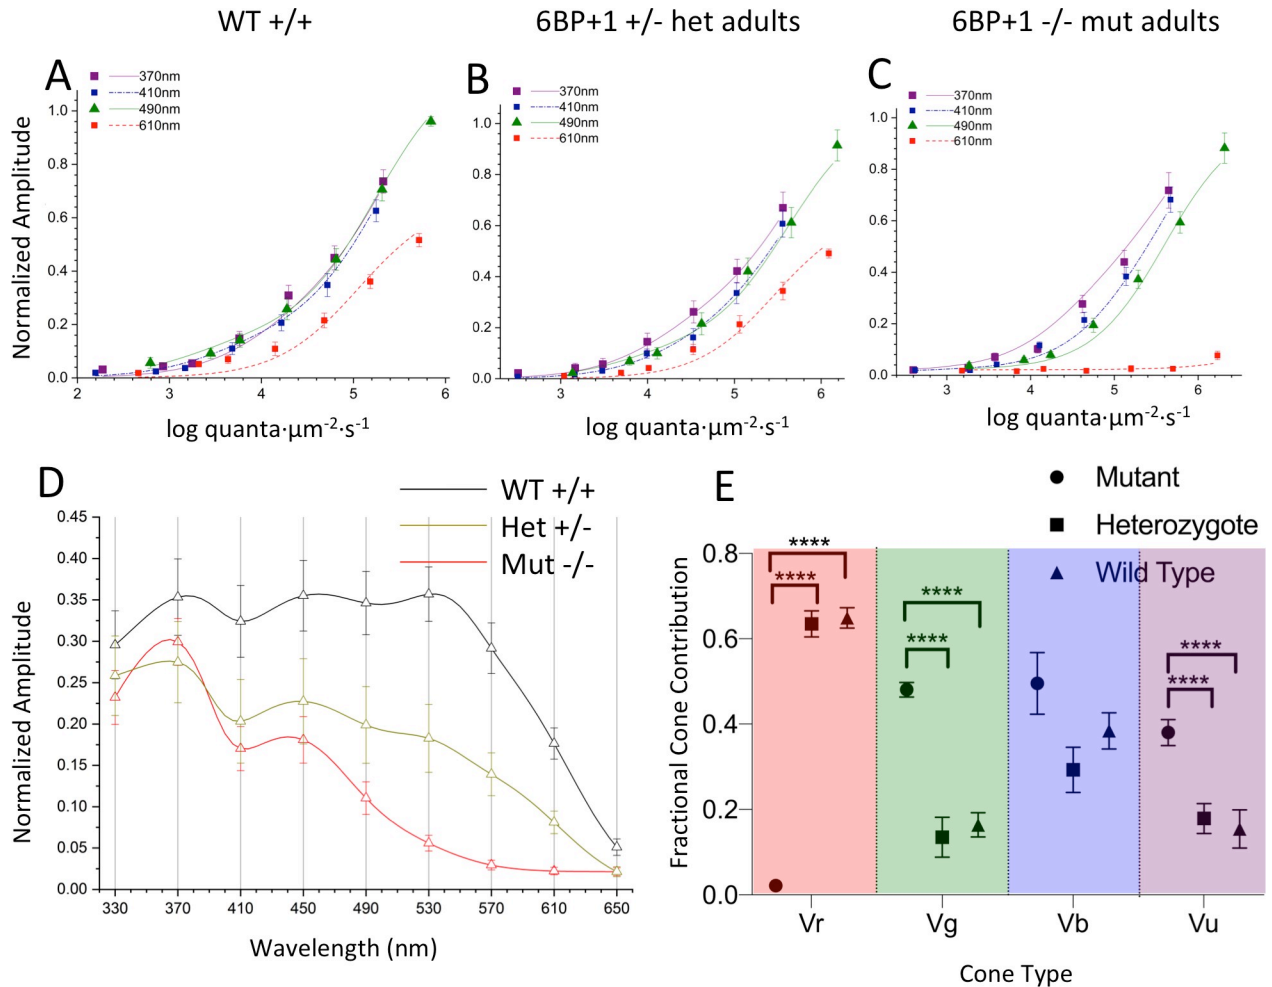 WT +/+
6BP+1 +/- het adults
6BP+1 -/- mut adults
A
370nm
410nm
490nm
610nm
1.0
0.8
0.6
0.4
0.2
0.0
2 3 4 5 6
Normalized Amplitude
log quanta·μm-2·s-1
B
370nm
410nm
490nm
610nm
1.0
0.8
0.6
0.4
0.2
0.0
3 4 5 6
log quanta·μm-2·s-1
C
370nm
410nm
490nm
610nm
1.0
0.8
0.6
0.4
0.2
0.0
3 4 5 6
log quanta·μm-2·s-1
D
WT +/+
Het +/-
Mut -/-
0.45
0.40
0.35
0.30
0.25
0.20
0.15
0.10
0.05
0.00
330 370 410 450 490 530 570 610 650
Normalized Amplitude
Wavelength (nm)
E
Mutant
Heterozygote
Wild Type
0.8
0.6
0.4
0.2
0.0
Fractional Cone Contribution
****
****
****
****
****
****
Vr Vg Vb Vu
Cone Type